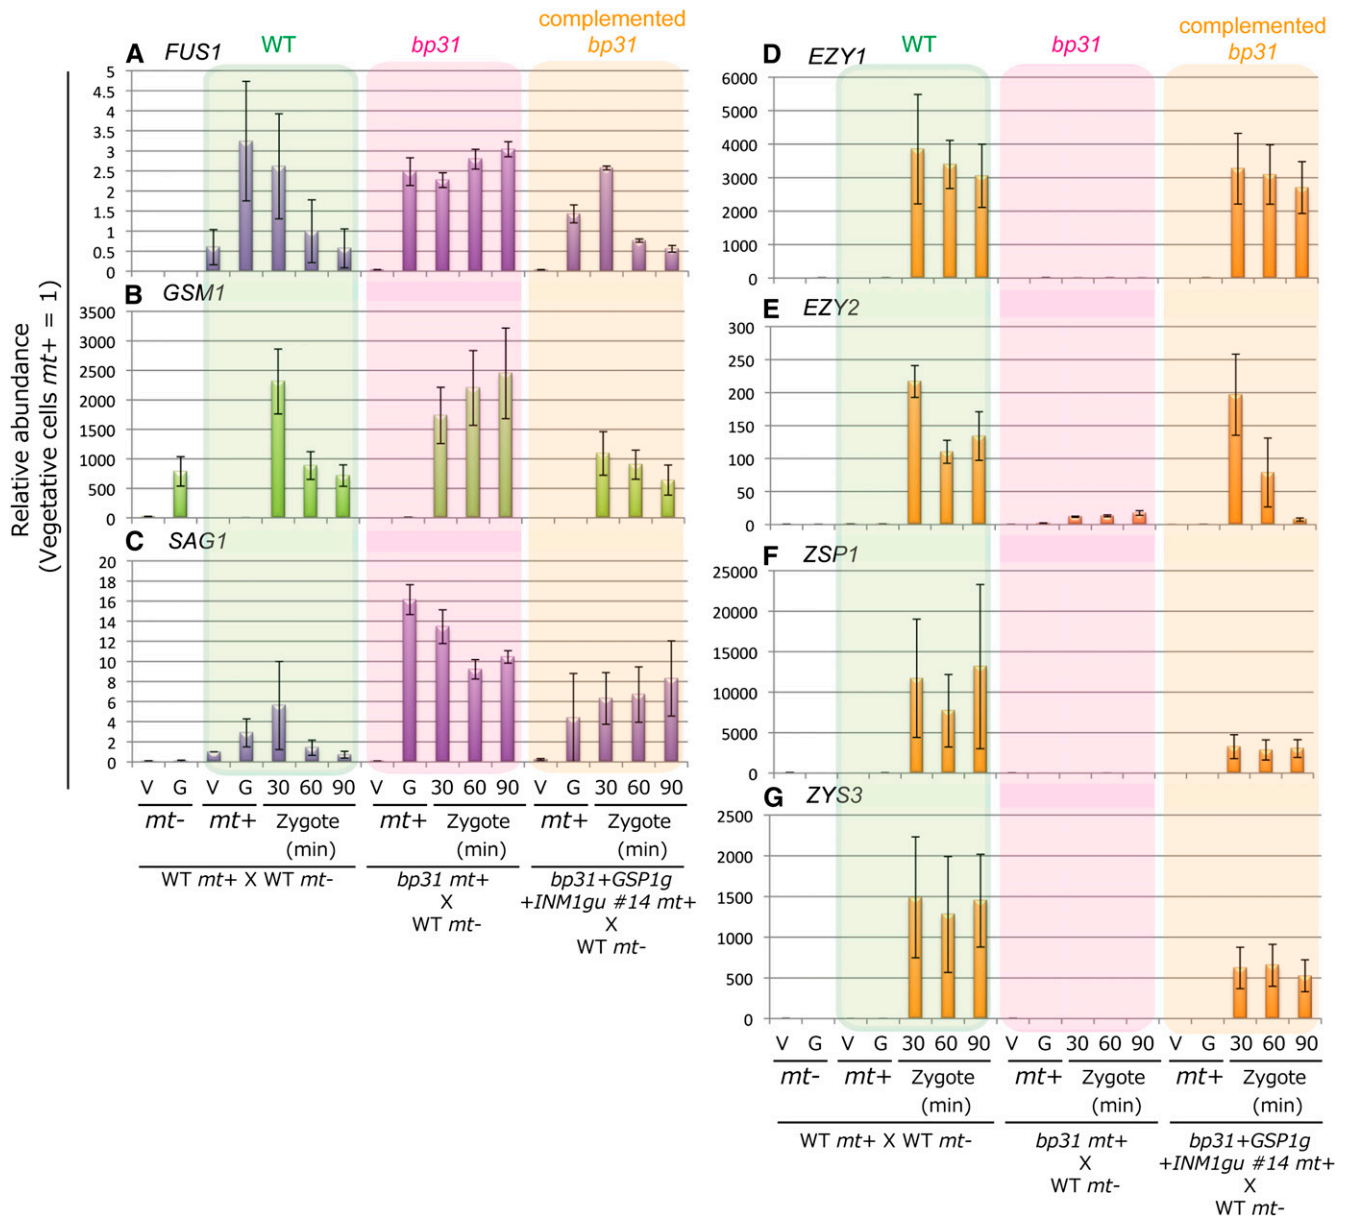 Relative abundance
(Vegetative cells mt+ = 1)
WT
bp31
complemented
bp31
A FUS1
5
4.5
4
3.5
3
2.5
2
1.5
1
0.5
0
B GSM1
3500
3000
2500
2000
1500
1000
500
0
C SAG1
20
18
16
14
12
10
8
6
4
2
0
V G V G 30 60 90 V G 30 60 90 V G 30 60 90
mt- mt+ Zygote mt+ Zygote mt+ Zygote
(min) (min) (min)
WT mt+ X WT mt-
bp31 mt+
X
WT mt-
bp31+GSP1g
+INM1gu #14 mt+
X
WT mt-
WT
bp31
complemented
bp31
D EZY1
6000
5000
4000
3000
2000
1000
0
E EZY2
300
250
200
150
100
50
0
F ZSP1
25000
20000
15000
10000
5000
0
G ZYS3
2500
2000
1500
1000
500
0
V G V G 30 60 90 V G 30 60 90 V G 30 60 90
mt- mt+ Zygote mt+ Zygote mt+ Zygote
(min) (min) (min)
WT mt+ X WT mt-
bp31 mt+
X
WT mt-
bp31+GSP1g
+INM1gu #14 mt+
X
WT mt-